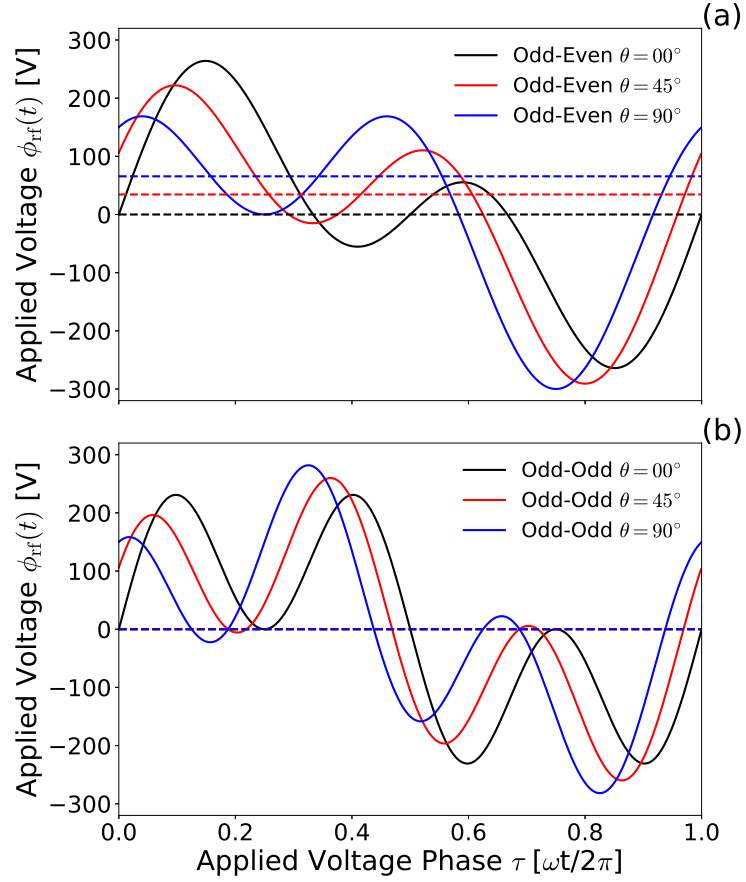 (a)
Applied Voltage ϕ_rf(t) [V]
300
200
100
0
−100
−200
−300
Odd-Even θ = 00°
Odd-Even θ = 45°
Odd-Even θ = 90°
(b)
Applied Voltage ϕ_rf(t) [V]
300
200
100
0
−100
−200
−300
Odd-Odd θ = 00°
Odd-Odd θ = 45°
Odd-Odd θ = 90°
0.0 0.2 0.4 0.6 0.8 1.0
Applied Voltage Phase τ [ωt/2π]